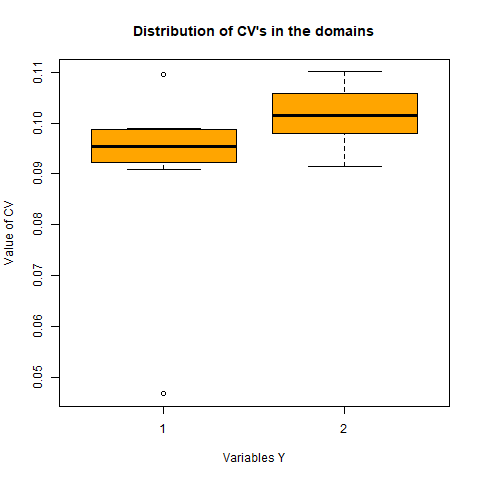 Distribution of CV's in the domains
0.11
0.10
0.09
0.08
0.07
0.06
0.05
Value of CV
1 2
Variables Y